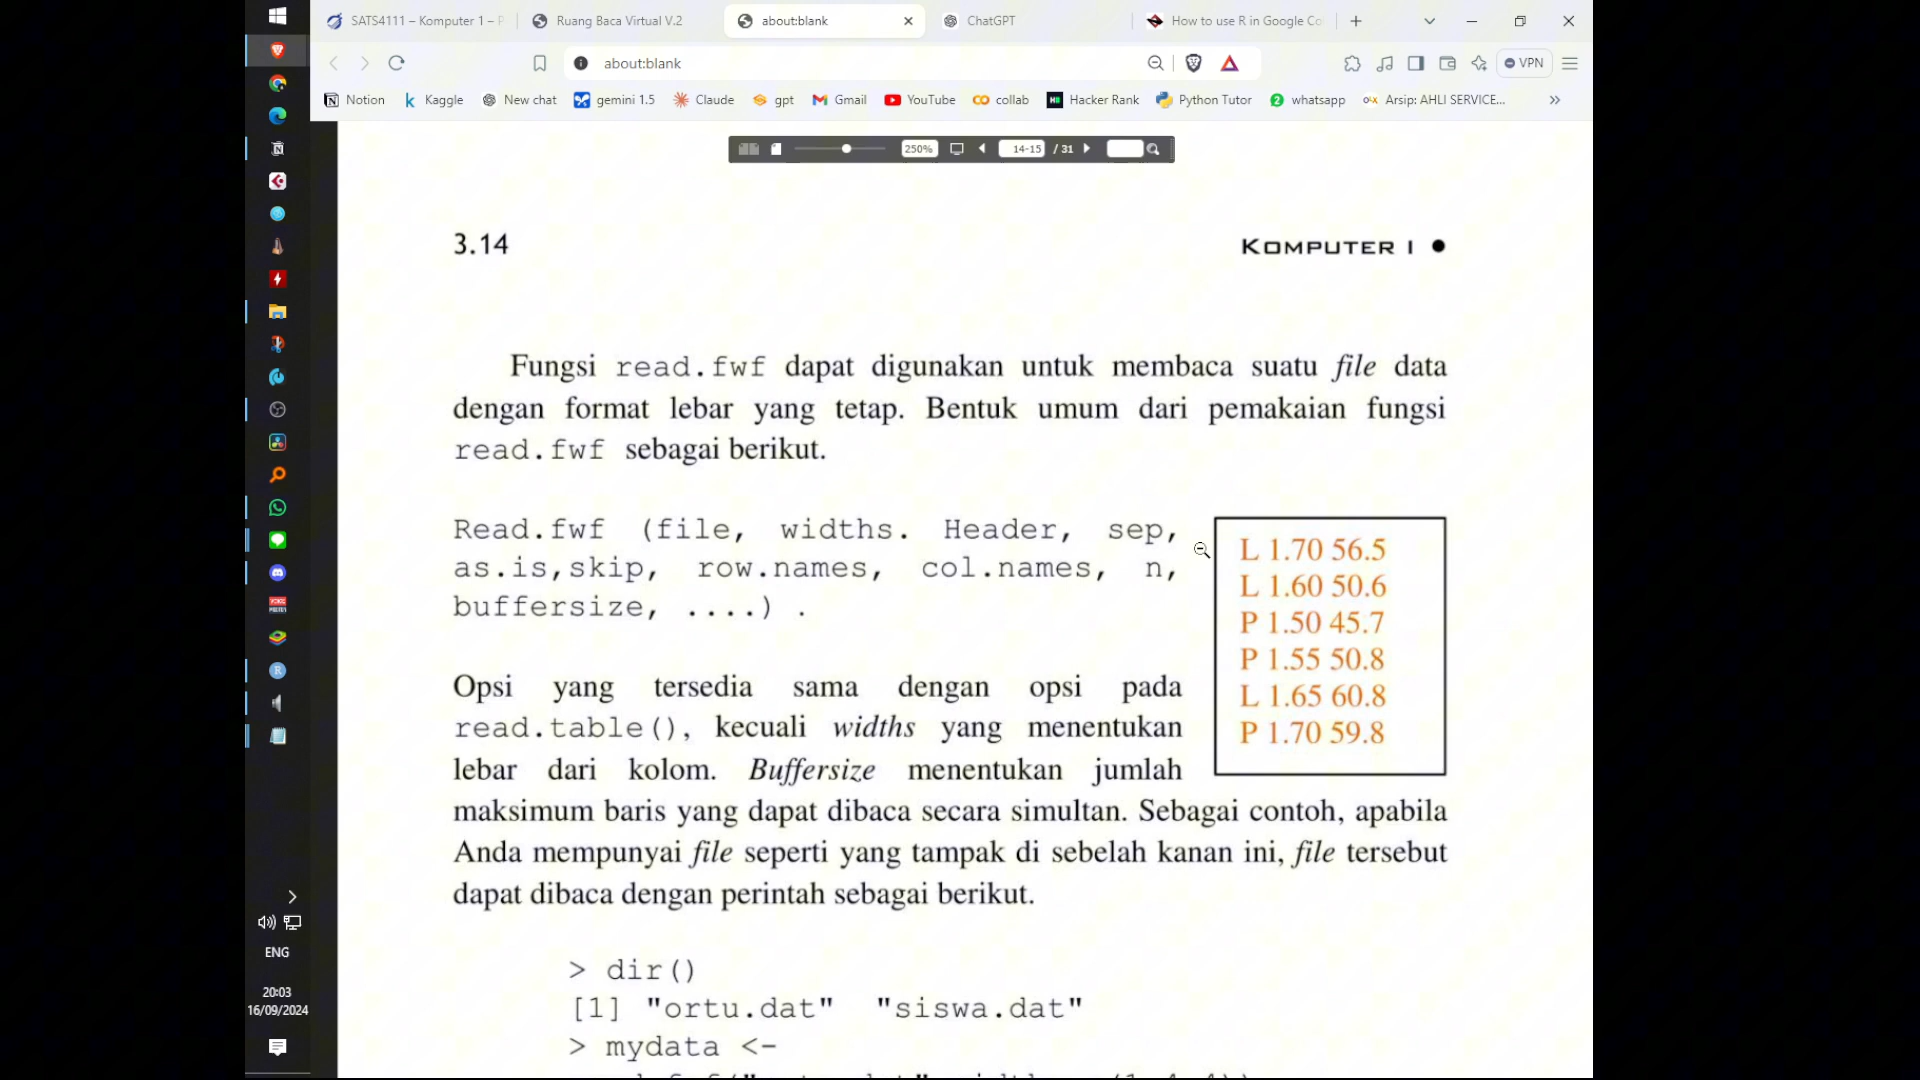 SATS4111 – Komputer 1 – P
Ruang Baca Virtual V.2
about:blank
ChatGPT
How to use R in Google Co
about:blank
VPN
Notion
Kaggle
New chat
gemini 1.5
Claude
gpt
Gmail
YouTube
collab
Hacker Rank
Python Tutor
whatsapp
Arsip: AHLI SERVICE...
250%
14-15 / 31
3.14
KOMPUTER I ●
Fungsi read.fwf dapat digunakan untuk membaca suatu file data
dengan format lebar yang tetap. Bentuk umum dari pemakaian fungsi
read.fwf sebagai berikut.
Read.fwf (file, widths. Header, sep,
as.is,skip, row.names, col.names, n,
buffersize, ....) .
L 1.70 56.5
L 1.60 50.6
P 1.50 45.7
P 1.55 50.8
L 1.65 60.8
P 1.70 59.8
Opsi yang tersedia sama dengan opsi pada
read.table(), kecuali widths yang menentukan
lebar dari kolom. Buffersize menentukan jumlah
maksimum baris yang dapat dibaca secara simultan. Sebagai contoh, apabila
Anda mempunyai file seperti yang tampak di sebelah kanan ini, file tersebut
dapat dibaca dengan perintah sebagai berikut.
> dir()
[1] "ortu.dat" "siswa.dat"
> mydata <-
ENG
20:03
16/09/2024